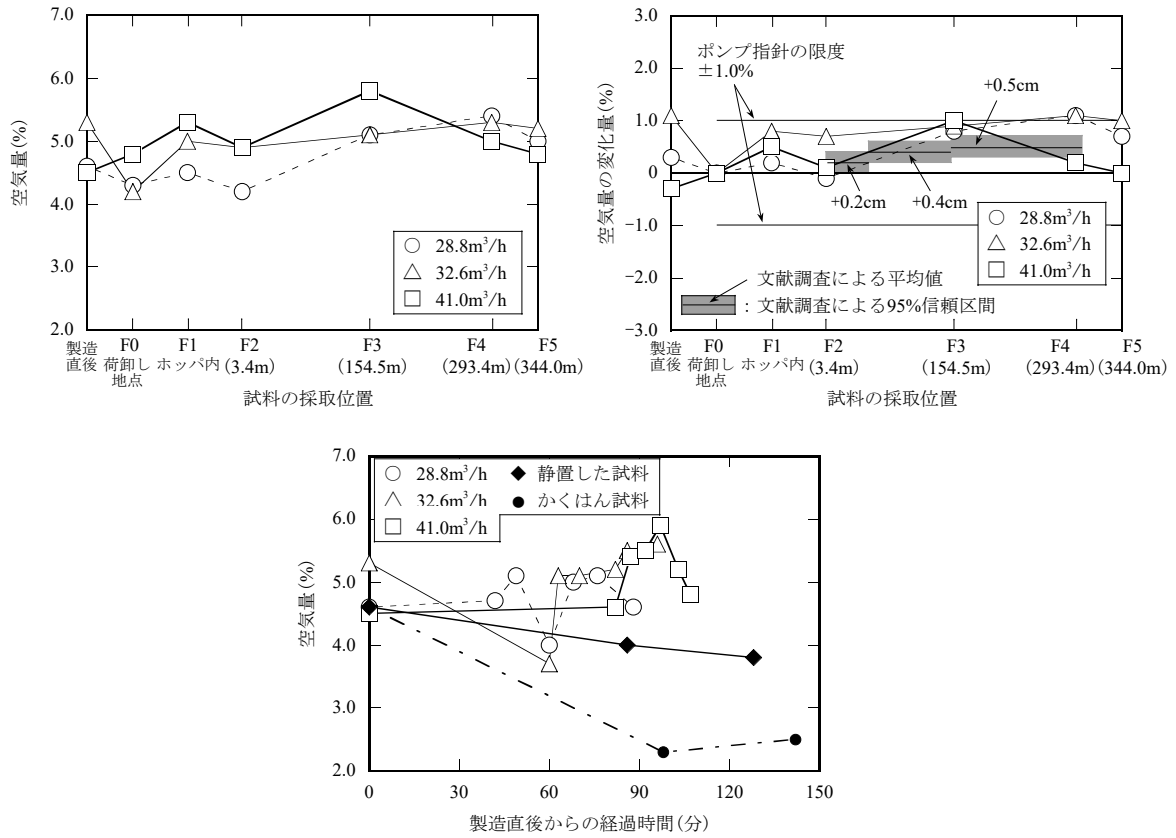 7.0
6.0
5.0
4.0
3.0
2.0
空気量(%)
28.8m³/h
32.6m³/h
41.0m³/h
製造直後
F0
荷卸し地点
F1
ホッパ内
F2
(3.4m)
F3
(154.5m)
F4
(293.4m)
F5
(344.0m)
試料の採取位置
3.0
2.0
1.0
0
−1.0
−2.0
−3.0
空気量の変化量(%)
ポンプ指針の限度
±1.0%
+0.5cm
+0.2cm
+0.4cm
28.8m³/h
32.6m³/h
41.0m³/h
文献調査による平均値
:文献調査による95%信頼区間
製造直後
F0
荷卸し地点
F1
ホッパ内
F2
(3.4m)
F3
(154.5m)
F4
(293.4m)
F5
(344.0m)
試料の採取位置
7.0
6.0
5.0
4.0
3.0
2.0
空気量(%)
28.8m³/h
32.6m³/h
41.0m³/h
静置した試料
かくはん試料
0
30
60
90
120
150
製造直後からの経過時間(分)